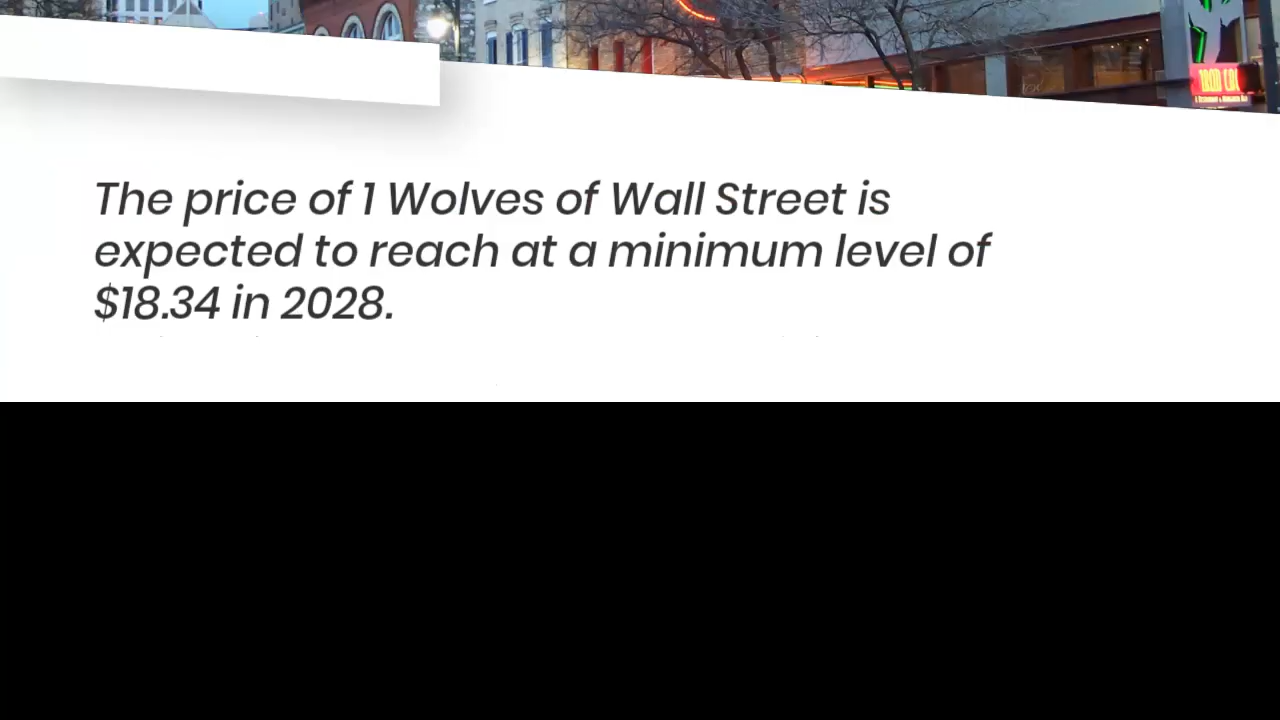 The price of 1 Wolves of Wall Street is
expected to reach at a minimum level of
$18.34 in 2028.